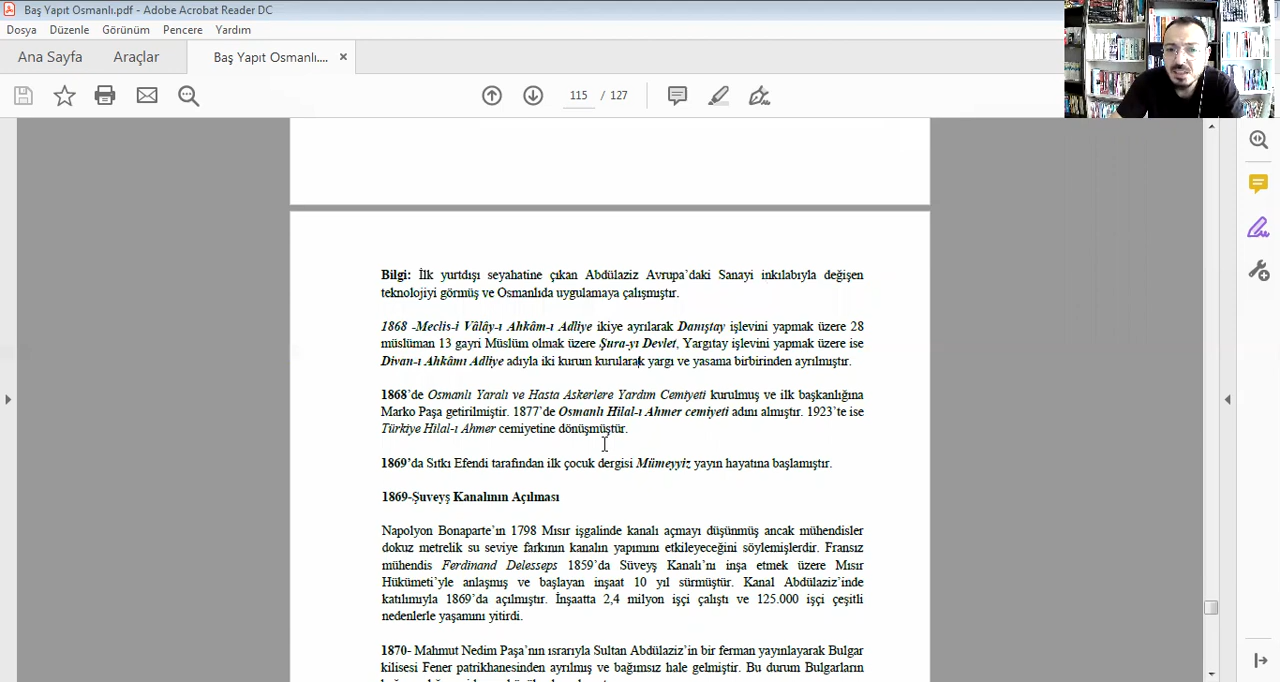 Baş Yapıt Osmanlı.pdf - Adobe Acrobat Reader DC
Dosya Düzenle Görünüm Pencere Yardım
Ana Sayfa Araçlar Baş Yapıt Osmanlı.... ×
115 / 127
Bilgi: İlk yurtdışı seyahatine çıkan Abdülaziz Avrupa'daki Sanayi inkılabıyla değişen
teknolojiyi görmüş ve Osmanlıda uygulamaya çalışmıştır.
1868 -Meclis-i Vâlây-ı Ahkâm-ı Adliye ikiye ayrılarak Danıştay işlevini yapmak üzere 28
müslüman 13 gayri Müslüm olmak üzere Şura-yı Devlet, Yargıtay işlevini yapmak üzere ise
Divan-ı Ahkâmı Adliye adıyla iki kurum kurularak yargı ve yasama birbirinden ayrılmıştır.
1868'de Osmanlı Yaralı ve Hasta Askerlere Yardım Cemiyeti kurulmuş ve ilk başkanlığına
Marko Paşa getirilmiştir. 1877'de Osmanlı Hilal-ı Ahmer cemiyeti adını almıştır. 1923'te ise
Türkiye Hilal-ı Ahmer cemiyetine dönüşmüştür.
1869'da Sıtkı Efendi tarafından ilk çocuk dergisi Mümeyyiz yayın hayatına başlamıştır.
1869-Şuveyş Kanalının Açılması
Napolyon Bonaparte'ın 1798 Mısır işgalinde kanalı açmayı düşünmüş ancak mühendisler
dokuz metrelik su seviye farkının kanalın yapımını etkileyeceğini söylemişlerdir. Fransız
mühendis Ferdinand Delesseps 1859'da Süveyş Kanalı'nı inşa etmek üzere Mısır
Hükümeti'yle anlaşmış ve başlayan inşaat 10 yıl sürmüştür. Kanal Abdülaziz'inde
katılımıyla 1869'da açılmıştır. İnşaatta 2,4 milyon işçi çalıştı ve 125.000 işçi çeşitli
nedenlerle yaşamını yitirdi.
1870- Mahmut Nedim Paşa'nın ısrarıyla Sultan Abdülaziz'in bir ferman yayınlayarak Bulgar
kilisesi Fener patrikhanesinden ayrılmış ve bağımsız hale gelmiştir. Bu durum Bulgarların